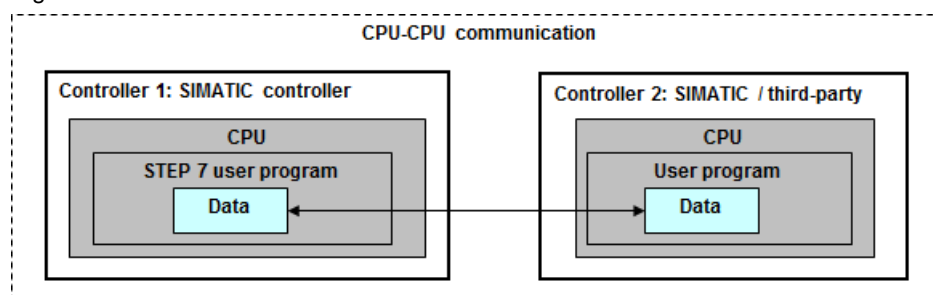 CPU-CPU communication
Controller 1: SIMATIC controller
CPU
STEP 7 user program
Data
Controller 2: SIMATIC / third-party
CPU
User program
Data